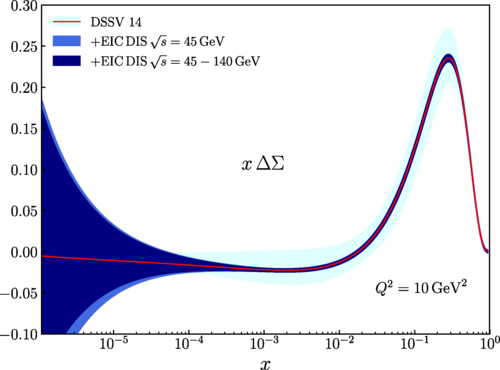 0.30
DSSV 14
+EIC DIS √s = 45 GeV
+EIC DIS √s = 45 − 140 GeV
0.25
0.20
0.15
x ΔΣ
0.10
0.05
0.00
−0.05
Q² = 10 GeV²
−0.10
10⁻⁵ 10⁻⁴ 10⁻³ 10⁻² 10⁻¹ 10⁰
x